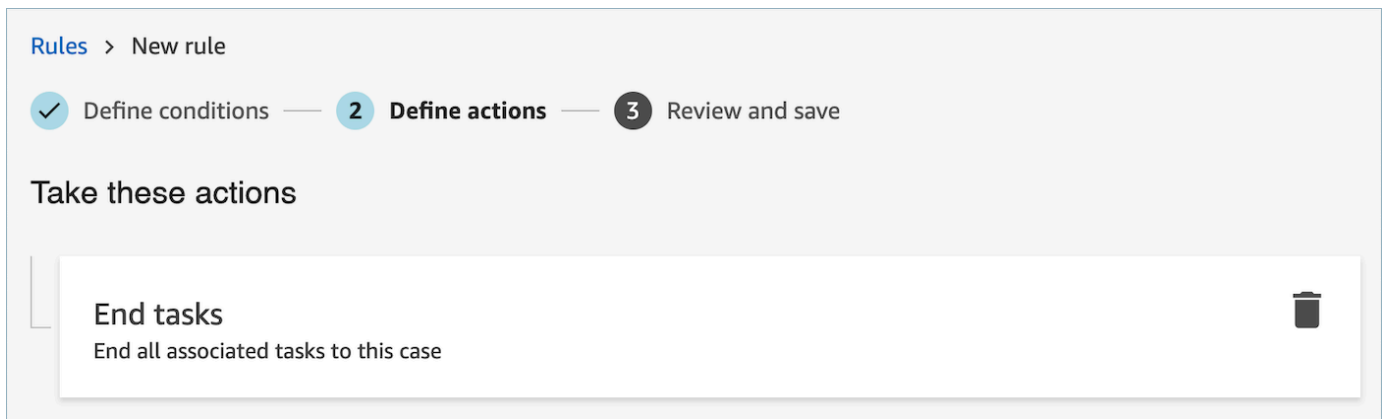 Rules > New rule
Define conditions 2 Define actions 3 Review and save
Take these actions
End tasks
End all associated tasks to this case